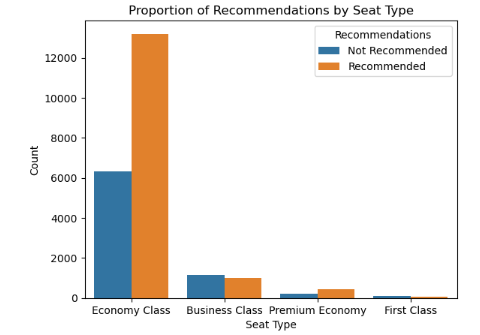 Proportion of Recommendations by Seat Type
Recommendations
Not Recommended
Recommended
12000
10000
8000
6000
4000
2000
0
Count
Economy Class Business Class Premium Economy First Class
Seat Type